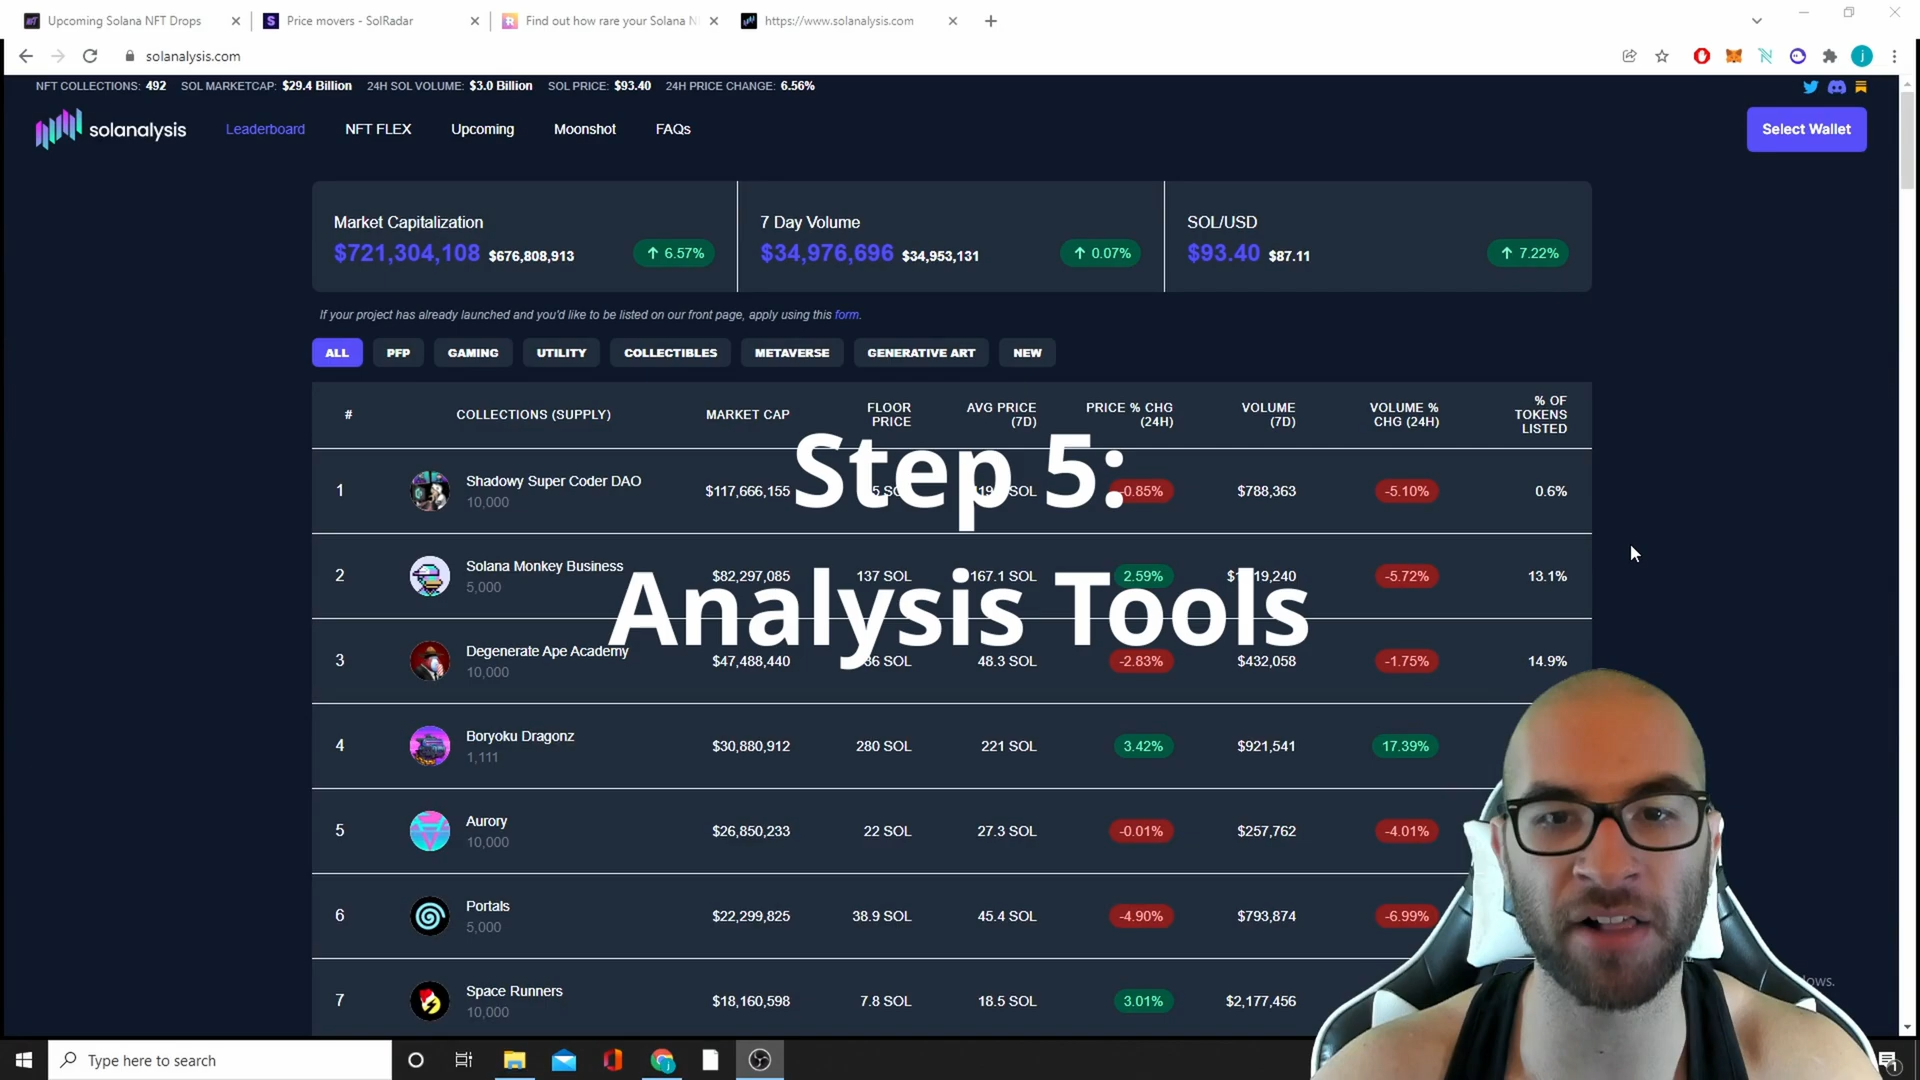 Upcoming Solana NFT Drops
Price movers - SolRadar
Find out how rare your Solana N
https://www.solanalysis.com
solanalysis.com
NFT COLLECTIONS: 492 SOL MARKETCAP: $29.4 Billion 24H SOL VOLUME: $3.0 Billion SOL PRICE: $93.40 24H PRICE CHANGE: 6.56%
solanalysis Leaderboard NFT FLEX Upcoming Moonshot FAQs Select Wallet
Market Capitalization
$721,304,108 $676,808,913 6.57%
7 Day Volume
$34,976,696 $34,953,131 0.07%
SOL/USD
$93.40 $87.11 7.22%
If your project has already launched and you'd like to be listed on our front page, apply using this form.
ALL PFP GAMING UTILITY COLLECTIBLES METAVERSE GENERATIVE ART NEW
# COLLECTIONS (SUPPLY) MARKET CAP FLOOR PRICE AVG PRICE (7D) PRICE % CHG (24H) VOLUME (7D) VOLUME % CHG (24H) % OF TOKENS LISTED
1 Shadowy Super Coder DAO $117,666,155 SOL -0.85% $788,363 -5.10% 0.6%
10,000
Step 5:
2 Solana Monkey Business $82,297,085 137 SOL 167.1 SOL 2.59% -5.72% 13.1%
5,000
Analysis Tools
3 Degenerate Ape Academy $47,488,440 SOL 48.3 SOL -2.83% $432,058 -1.75% 14.9%
10,000
4 Boryoku Dragonz $30,880,912 280 SOL 221 SOL 3.42% $921,541 17.39%
1,111
5 Aurory $26,850,233 22 SOL 27.3 SOL -0.01% $257,762 -4.01%
10,000
6 Portals $22,299,825 38.9 SOL 45.4 SOL -4.90% $793,874 -6.99%
5,000
7 Space Runners $18,160,598 7.8 SOL 18.5 SOL 3.01% $2,177,456
10,000
Type here to search